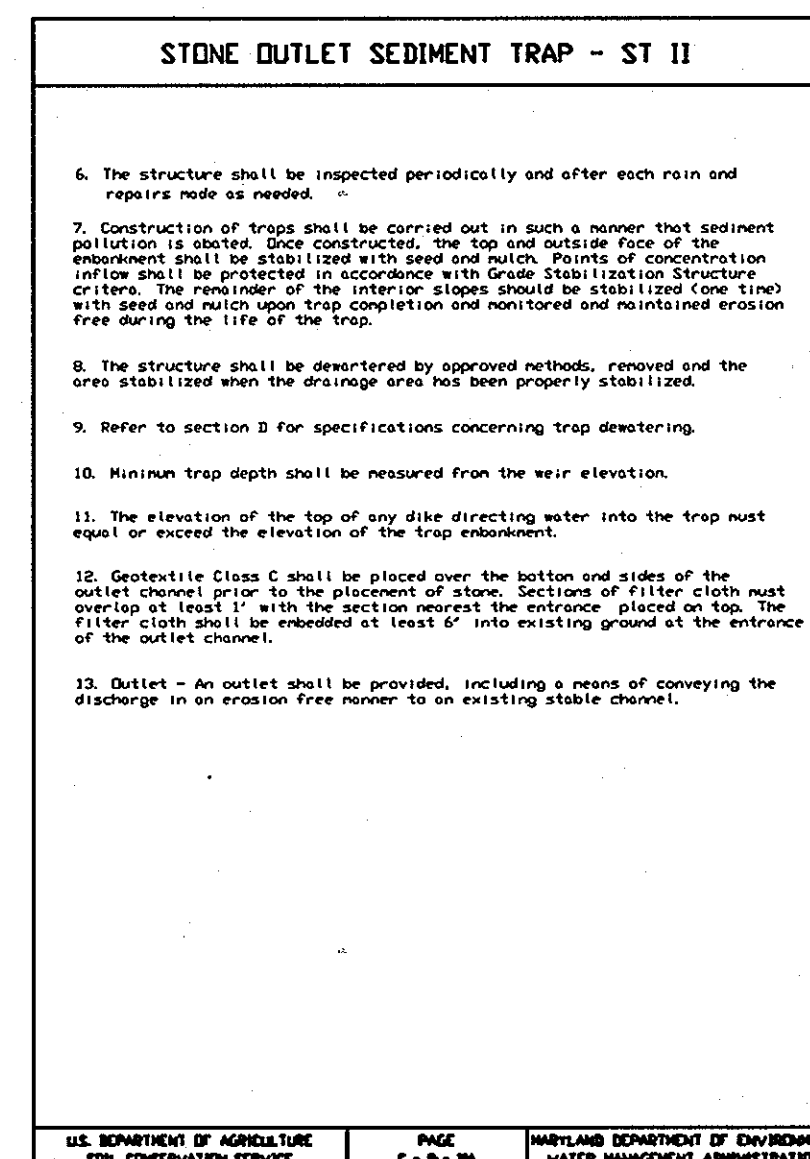 STONE OUTLET SEDIMENT TRAP - ST II
6. The structure shall be inspected periodically and after each rain and
repairs made as needed.
7. Construction of traps shall be carried out in such a manner that sediment
pollution is abated. Once constructed, the top and outside face of the
embankment shall be stabilized with seed and mulch. Points of concentration
inflow shall be protected in accordance with Grade Stabilization Structure
critera. The remainder of the interior slopes should be stabilized (one time)
with seed and mulch upon trap completion and monitored and maintained erosion
free during the life of the trap.
8. The structure shall be dewartered by approved methods, removed and the
area stabilized when the drainage area has been properly stabilized.
9. Refer to section D for specifications concerning trap dewatering.
10. Minimum trap depth shall be measured from the weir elevation.
11. The elevation of the top of any dike directing water into the trap must
equal or exceed the elevation of the trap embankment.
12. Geotextile Class C shall be placed over the bottom and sides of the
outlet channel prior to the placement of stone. Sections of filter cloth must
overlap at least 1' with the section nearest the entrance placed on top. The
filter cloth shall be embedded at least 6" into existing ground at the entrance
of the outlet channel.
13. Outlet - An outlet shall be provided, including a means of conveying the
discharge in an erosion free manner to an existing stable channel.
U.S. DEPARTMENT OF AGRICULTURE
PAGE
MARYLAND DEPARTMENT OF
SOIL CONSERVATION SERVICE
WATER MANAGEMENT